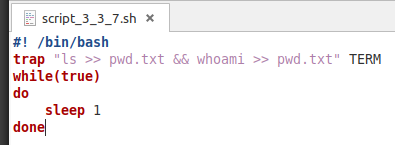 script_3_3_7.sh ×
#! /bin/bash
trap "ls >> pwd.txt && whoami >> pwd.txt" TERM
while(true)
do
    sleep 1
done